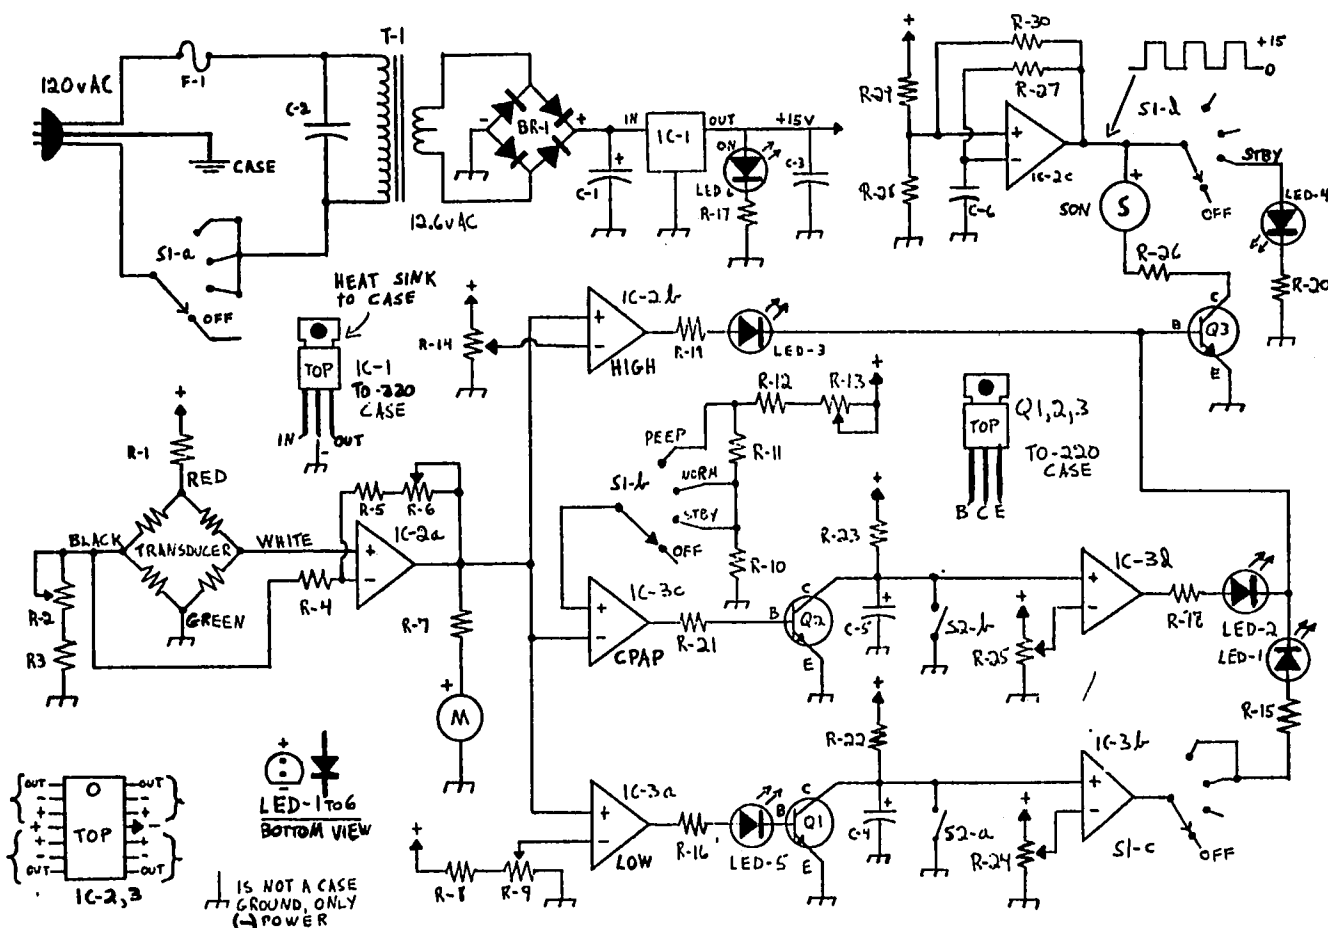 120VAC
F-1
C-2
T-1
12.6VAC
CASE
S1-a
OFF
BR-1
-
+
C-1
+
IN
IC-1
OUT
+15V
ON
LED 6
R-17
C-3
+
R-29
R-28
R-30
R-27
+
-
IC-2c
C-6
+15
0
S1-d
STBY
OFF
+
SON
S
LED-4
R-20
R-26
C
B
Q3
E
HEAT SINK
TO CASE
TOP
IC-1
TO-220
CASE
IN
-
OUT
+
R-14
+
-
IC-2b
HIGH
R-19
LED-3
R-12
R-13
+
PEEP
R-11
NORM
S1-b
STBY
OFF
R-10
TOP
Q1,2,3
TO-220
CASE
B C E
+
R-1
RED
BLACK
TRANSDUCER
WHITE
GREEN
R-2
R3
R-4
R-5
R-6
+
-
IC-2a
R-7
+
M
+
-
IC-3c
CPAP
R-21
B
C
Q2
E
+
R-23
C-5
+
S2-b
+
R-25
+
-
IC-3d
R-18
LED-2
LED-1
R-15
+
-
IC-3a
LOW
+
R-8
R-9
R-16
LED-5
B
C
Q1
E
+
R-22
C-4
+
S2-a
+
R-24
+
-
IC-3b
S1-c
OFF
OUT
-
+
+
+
-
OUT
TOP
OUT
-
+
-
+
-
OUT
IC-2,3
+
-
LED-1 TO 6
BOTTOM VIEW
IS NOT A CASE
GROUND, ONLY
(-) POWER